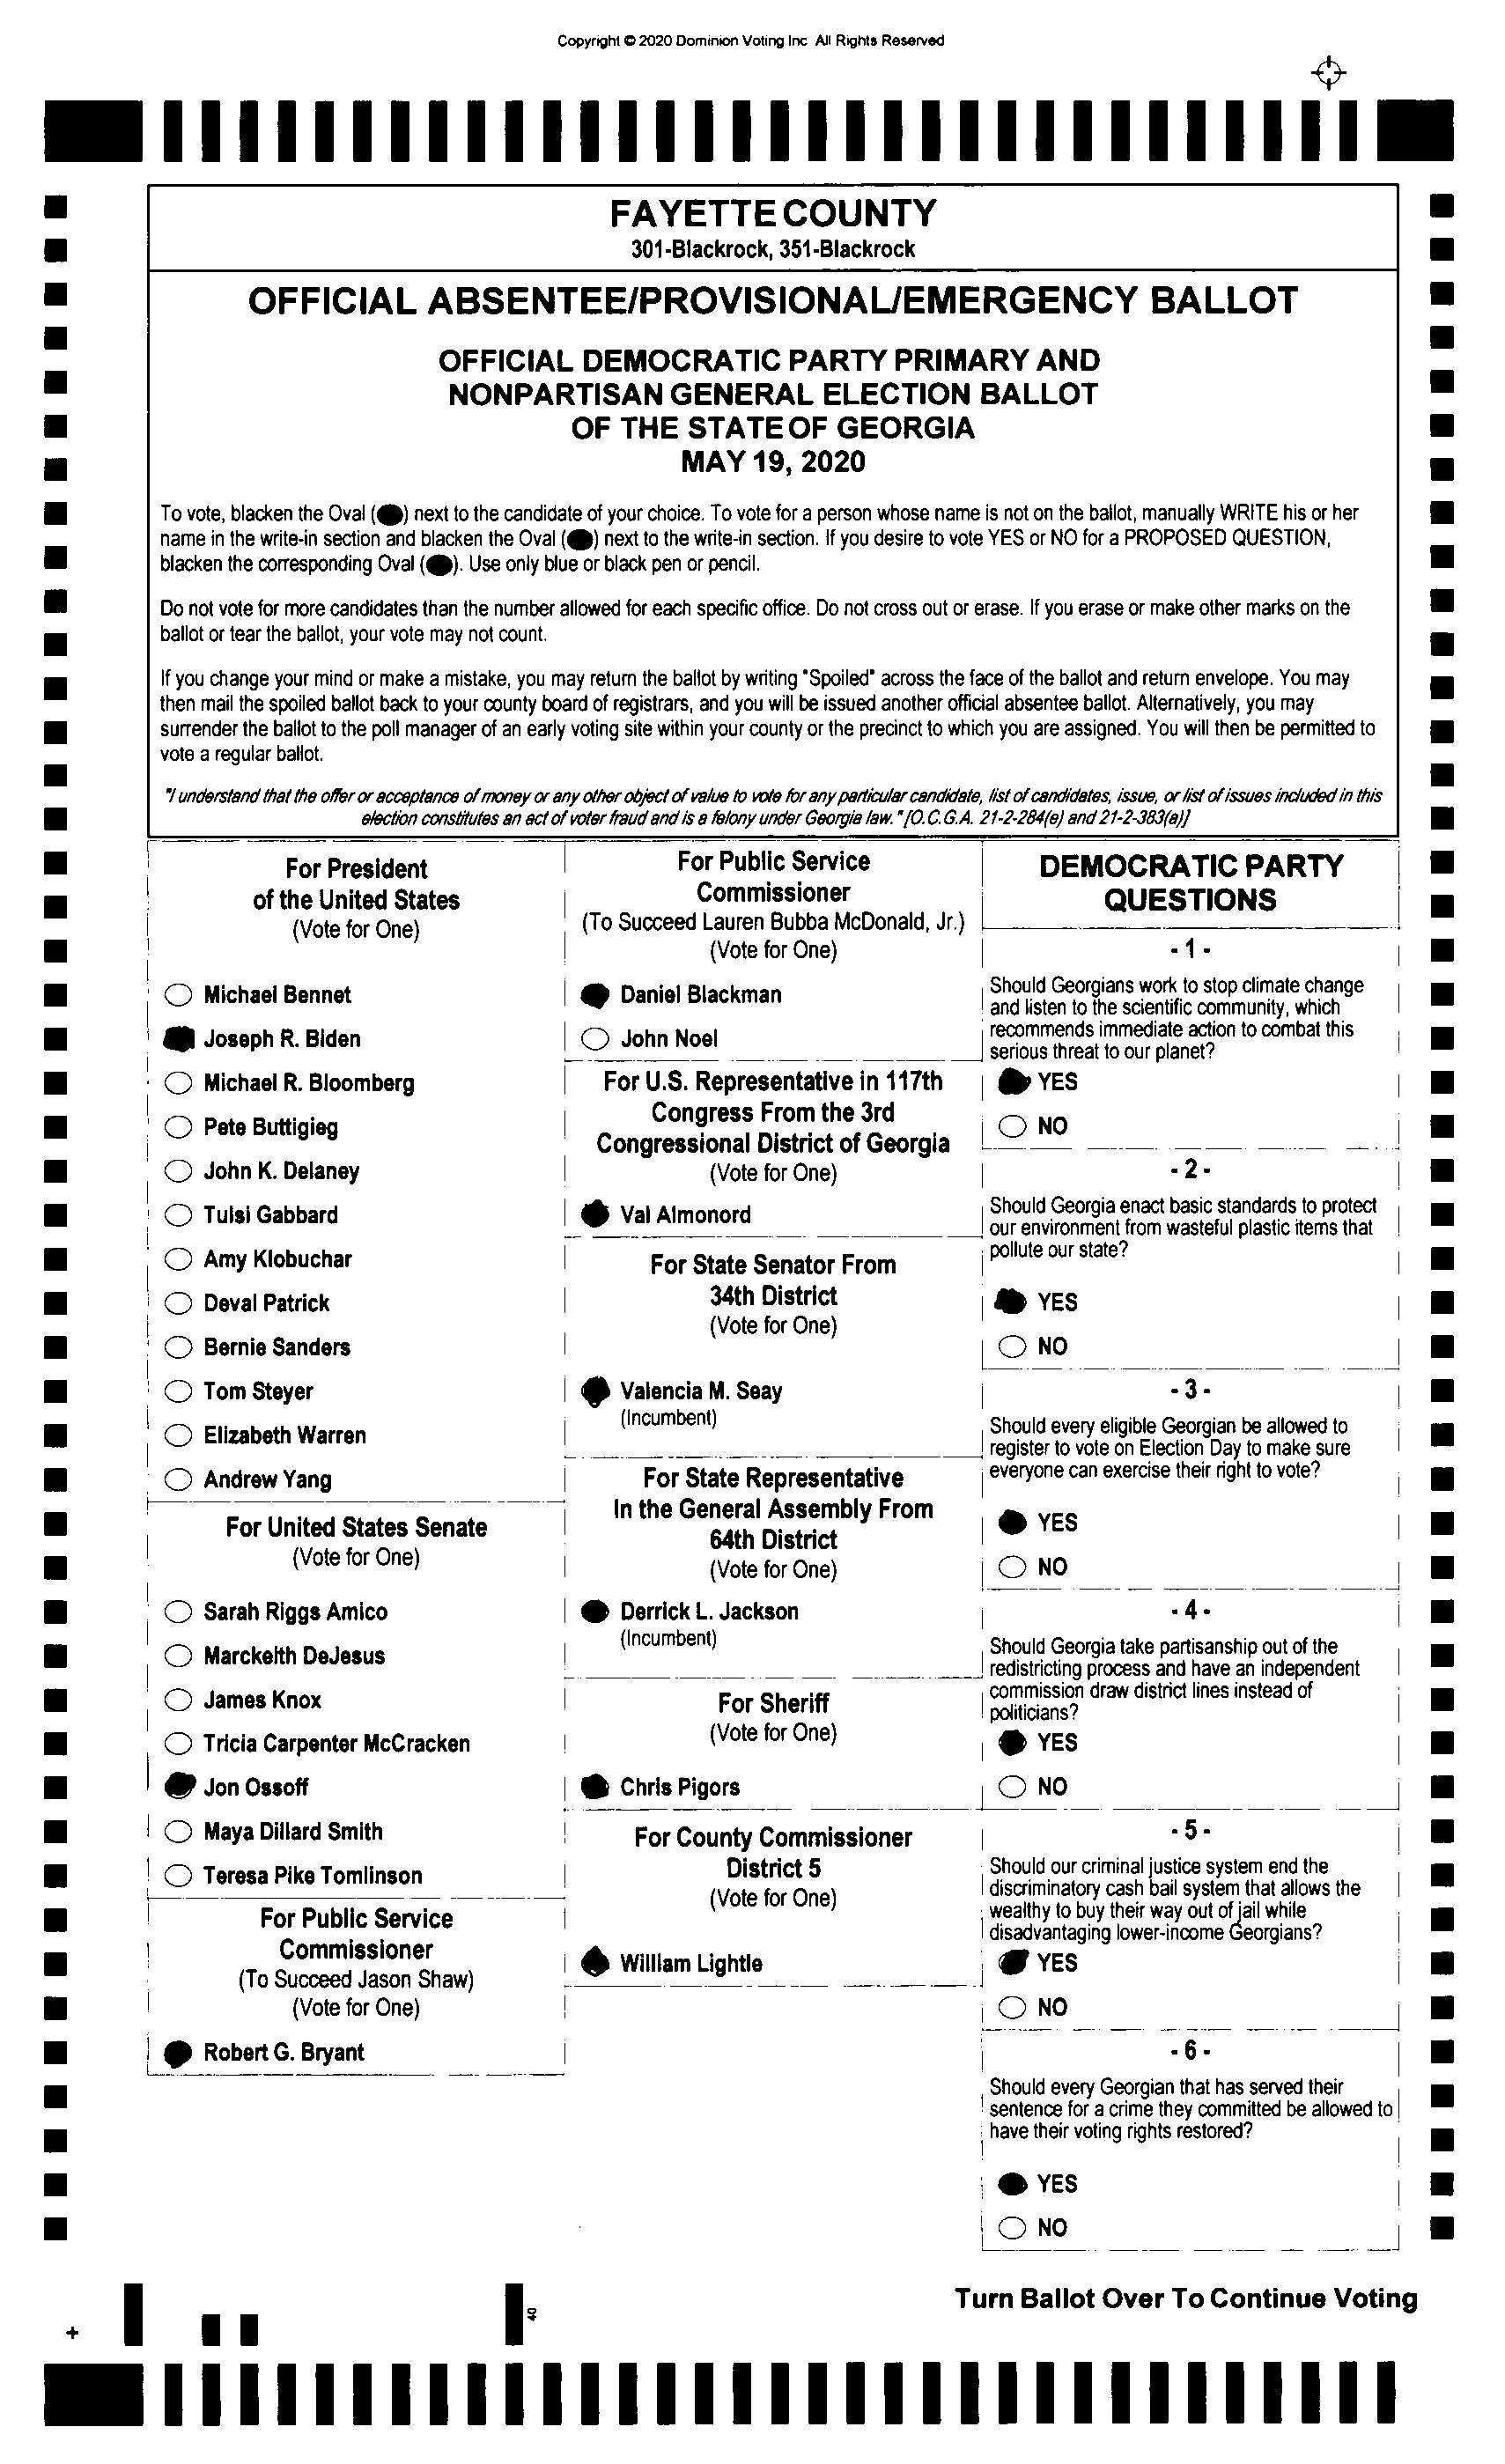 Copyright © 2020 Dominion Voting Inc All Rights Reserved
FAYETTE COUNTY
301-Blackrock, 351-Blackrock
OFFICIAL ABSENTEE/PROVISIONAL/EMERGENCY BALLOT
OFFICIAL DEMOCRATIC PARTY PRIMARY AND
NONPARTISAN GENERAL ELECTION BALLOT
OF THE STATE OF GEORGIA
MAY 19, 2020
To vote, blacken the Oval () next to the candidate of your choice. To vote for a person whose name is not on the ballot, manually WRITE his or her
name in the write-in section and blacken the Oval () next to the write-in section. If you desire to vote YES or NO for a PROPOSED QUESTION,
blacken the corresponding Oval (). Use only blue or black pen or pencil.
Do not vote for more candidates than the number allowed for each specific office. Do not cross out or erase. If you erase or make other marks on the
ballot or tear the ballot, your vote may not count.
If you change your mind or make a mistake, you may return the ballot by writing "Spoiled" across the face of the ballot and return envelope. You may
then mail the spoiled ballot back to your county board of registrars, and you will be issued another official absentee ballot. Alternatively, you may
surrender the ballot to the poll manager of an early voting site within your county or the precinct to which you are assigned. You will then be permitted to
vote a regular ballot.
"I understand that the offer or acceptance of money or any other object of value to vote for any particular candidate, list of candidates, issue, or list of issues included in this
election constitutes an act of voter fraud and is a felony under Georgia law." [O.C.G.A. 21-2-284(e) and 21-2-383(a)]
For President
of the United States
(Vote for One)
Michael Bennet
Joseph R. Biden
Michael R. Bloomberg
Pete Buttigieg
John K. Delaney
Tulsi Gabbard
Amy Klobuchar
Deval Patrick
Bernie Sanders
Tom Steyer
Elizabeth Warren
Andrew Yang
For United States Senate
(Vote for One)
Sarah Riggs Amico
Marckeith DeJesus
James Knox
Tricia Carpenter McCracken
Jon Ossoff
Maya Dillard Smith
Teresa Pike Tomlinson
For Public Service
Commissioner
(To Succeed Jason Shaw)
(Vote for One)
Robert G. Bryant
For Public Service
Commissioner
(To Succeed Lauren Bubba McDonald, Jr.)
(Vote for One)
Daniel Blackman
John Noel
For U.S. Representative in 117th
Congress From the 3rd
Congressional District of Georgia
(Vote for One)
Val Almonord
For State Senator From
34th District
(Vote for One)
Valencia M. Seay
(Incumbent)
For State Representative
In the General Assembly From
64th District
(Vote for One)
Derrick L. Jackson
(Incumbent)
For Sheriff
(Vote for One)
Chris Pigors
For County Commissioner
District 5
(Vote for One)
William Lightle
DEMOCRATIC PARTY
QUESTIONS
- 1 -
Should Georgians work to stop climate change
and listen to the scientific community, which
recommends immediate action to combat this
serious threat to our planet?
YES
NO
- 2 -
Should Georgia enact basic standards to protect
our environment from wasteful plastic items that
pollute our state?
YES
NO
- 3 -
Should every eligible Georgian be allowed to
register to vote on Election Day to make sure
everyone can exercise their right to vote?
YES
NO
- 4 -
Should Georgia take partisanship out of the
redistricting process and have an independent
commission draw district lines instead of
politicians?
YES
NO
- 5 -
Should our criminal justice system end the
discriminatory cash bail system that allows the
wealthy to buy their way out of jail while
disadvantaging lower-income Georgians?
YES
NO
- 6 -
Should every Georgian that has served their
sentence for a crime they committed be allowed to
have their voting rights restored?
YES
NO
Turn Ballot Over To Continue Voting
+
40